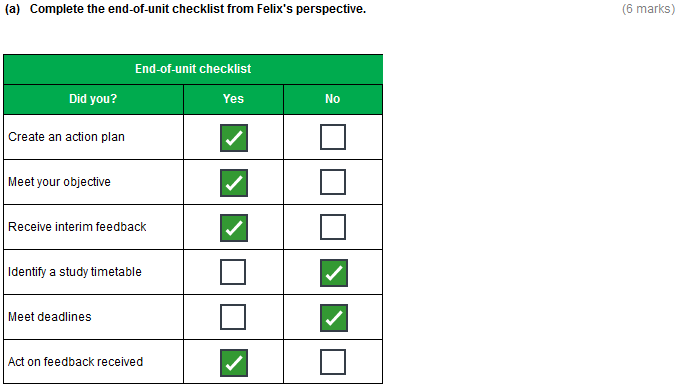 (a) Complete the end-of-unit checklist from Felix's perspective. (6 marks)
End-of-unit checklist
Did you? Yes No
Create an action plan
Meet your objective
Receive interim feedback
Identify a study timetable
Meet deadlines
Act on feedback received